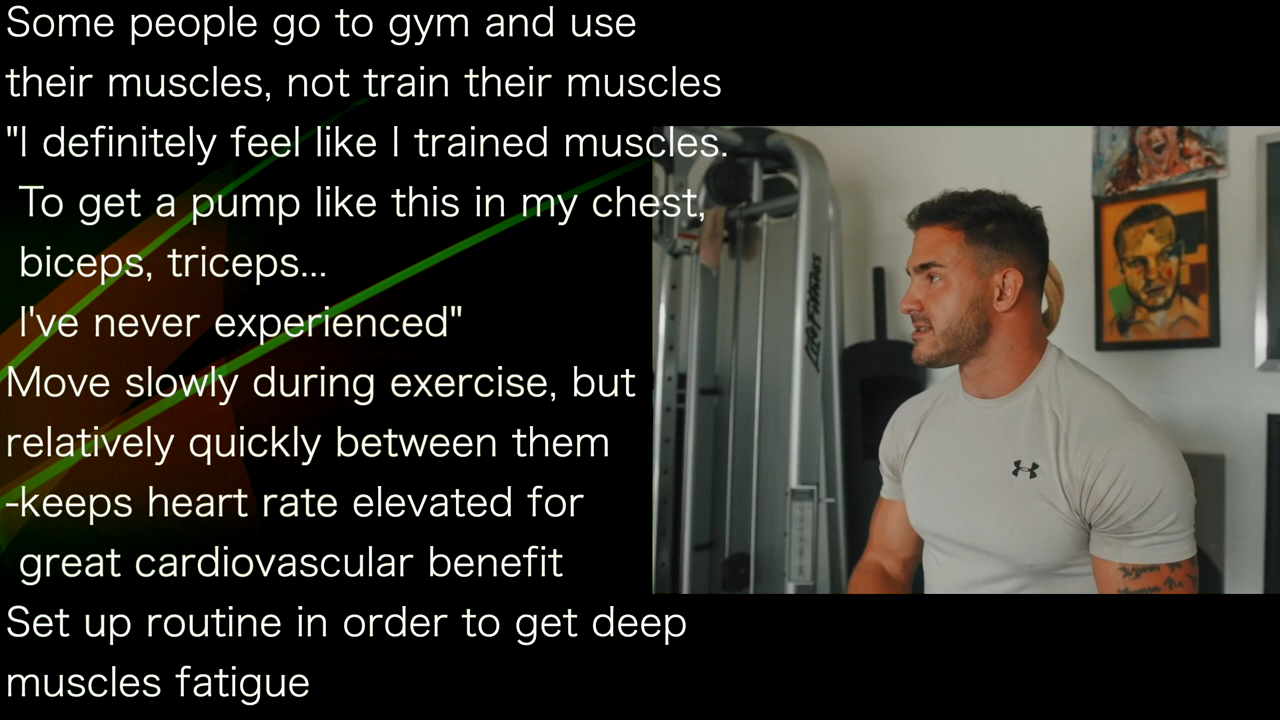 Some people go to gym and use
their muscles, not train their muscles
"I definitely feel like I trained muscles.
To get a pump like this in my chest,
biceps, triceps...
I've never experienced"
Move slowly during exercise, but
relatively quickly between them
-keeps heart rate elevated for
great cardiovascular benefit
Set up routine in order to get deep
muscles fatigue
Life Fitness